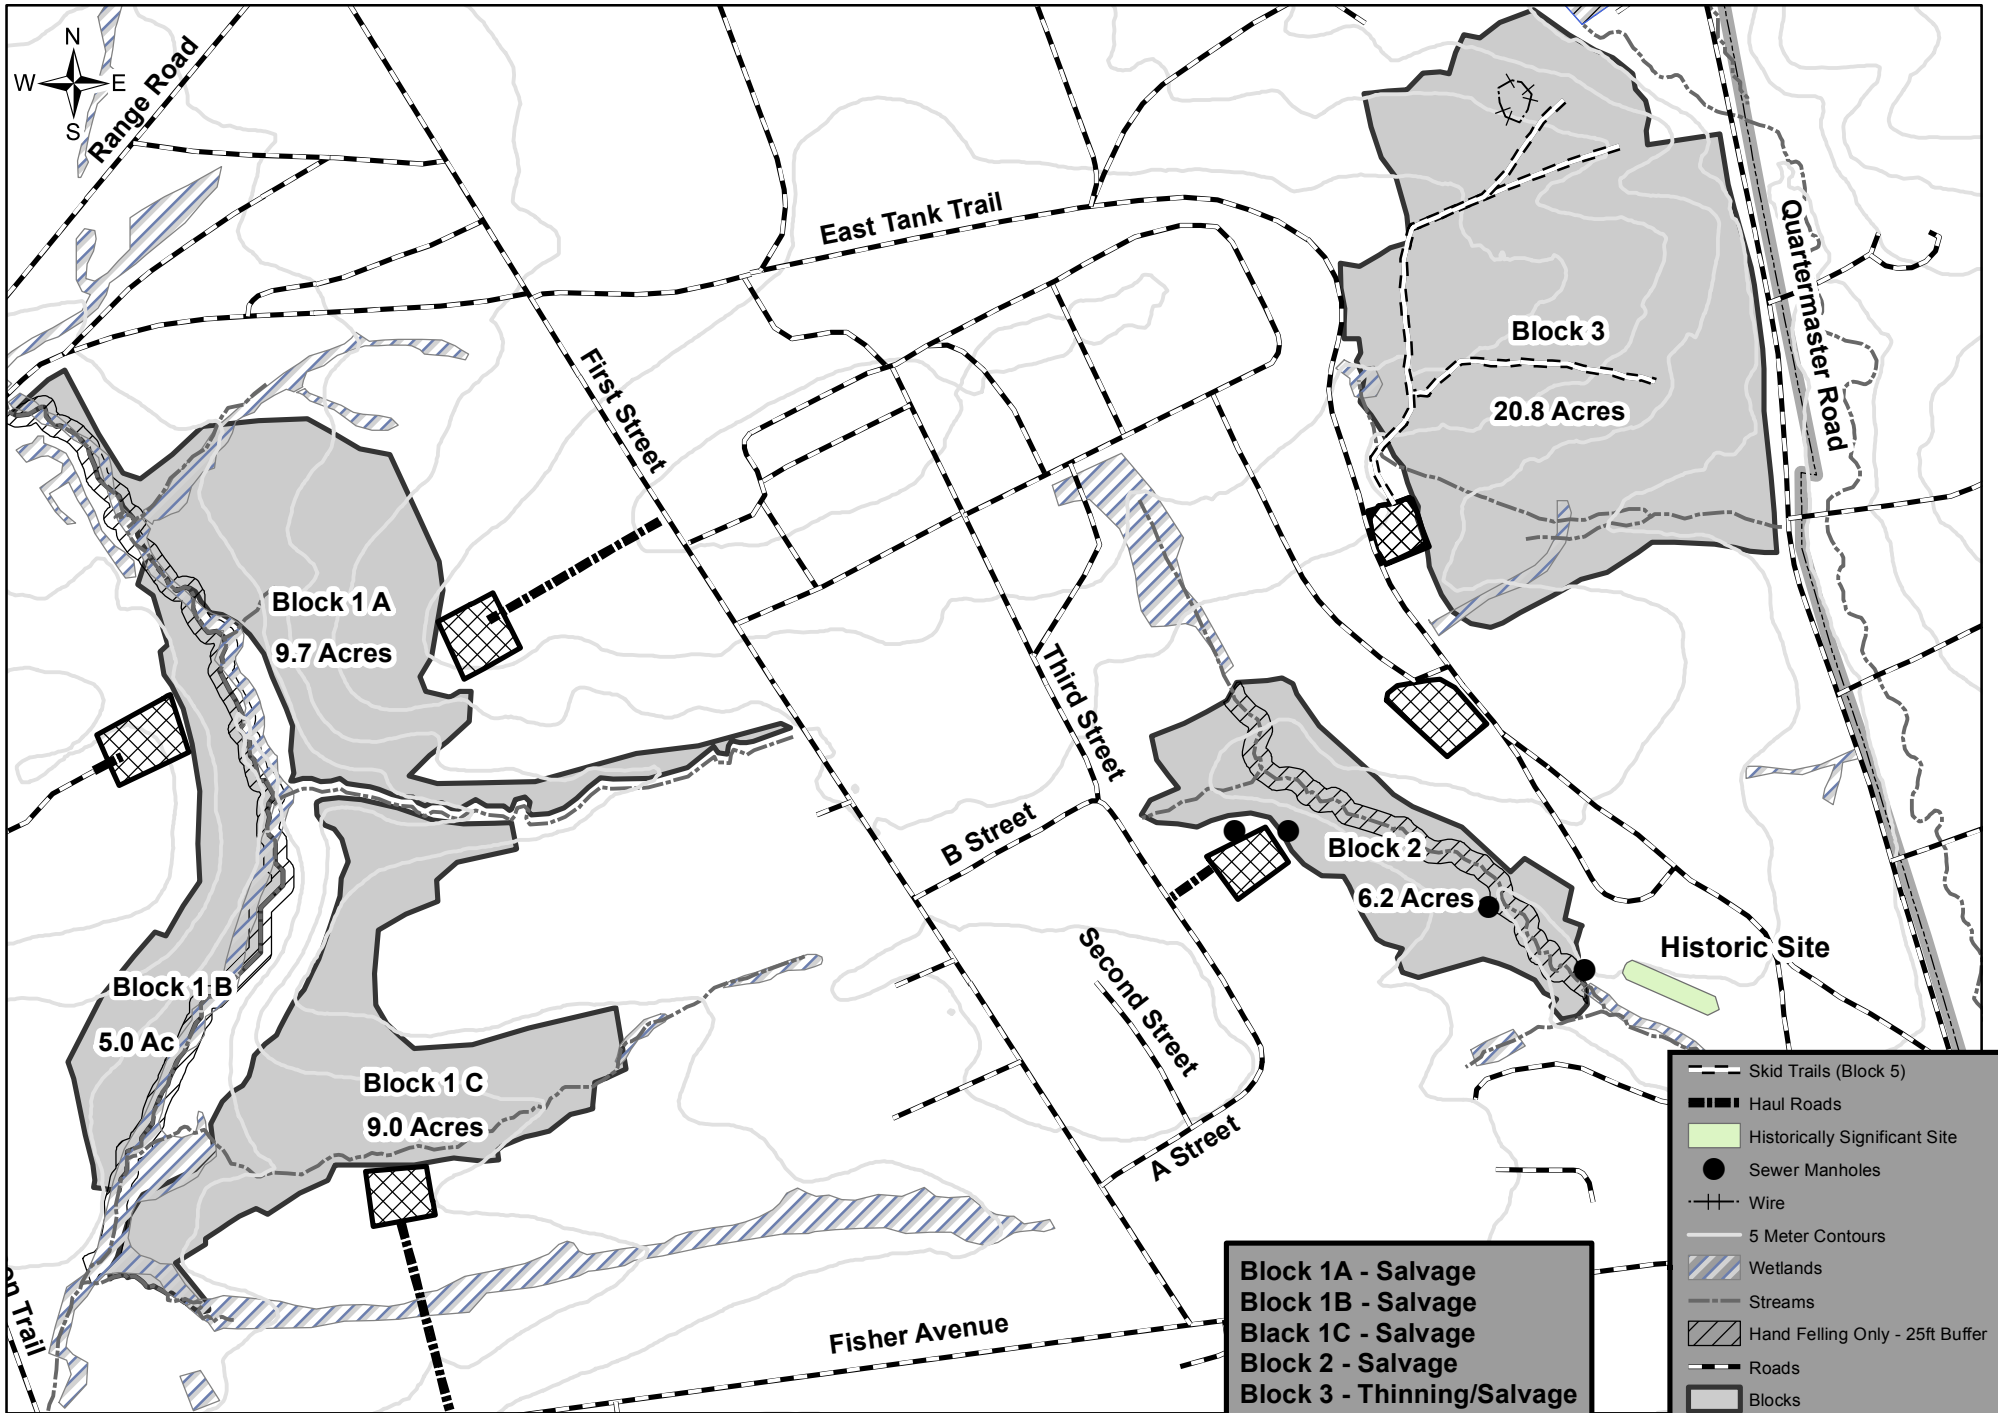 N
W E
S
Range Road
East Tank Trail
Quartermaster Road
Block 3
20.8 Acres
First Street
Block 1 A
9.7 Acres
Third Street
B Street
Block 2
6.2 Acres
Second Street
Historic Site
Block 1 B
5.0 Ac
Block 1 C
9.0 Acres
A Street
Fisher Avenue
on Trail
Block 1A - Salvage
Block 1B - Salvage
Black 1C - Salvage
Block 2 - Salvage
Block 3 - Thinning/Salvage
Skid Trails (Block 5)
Haul Roads
Historically Significant Site
Sewer Manholes
Wire
5 Meter Contours
Wetlands
Streams
Hand Felling Only - 25ft Buffer
Roads
Blocks